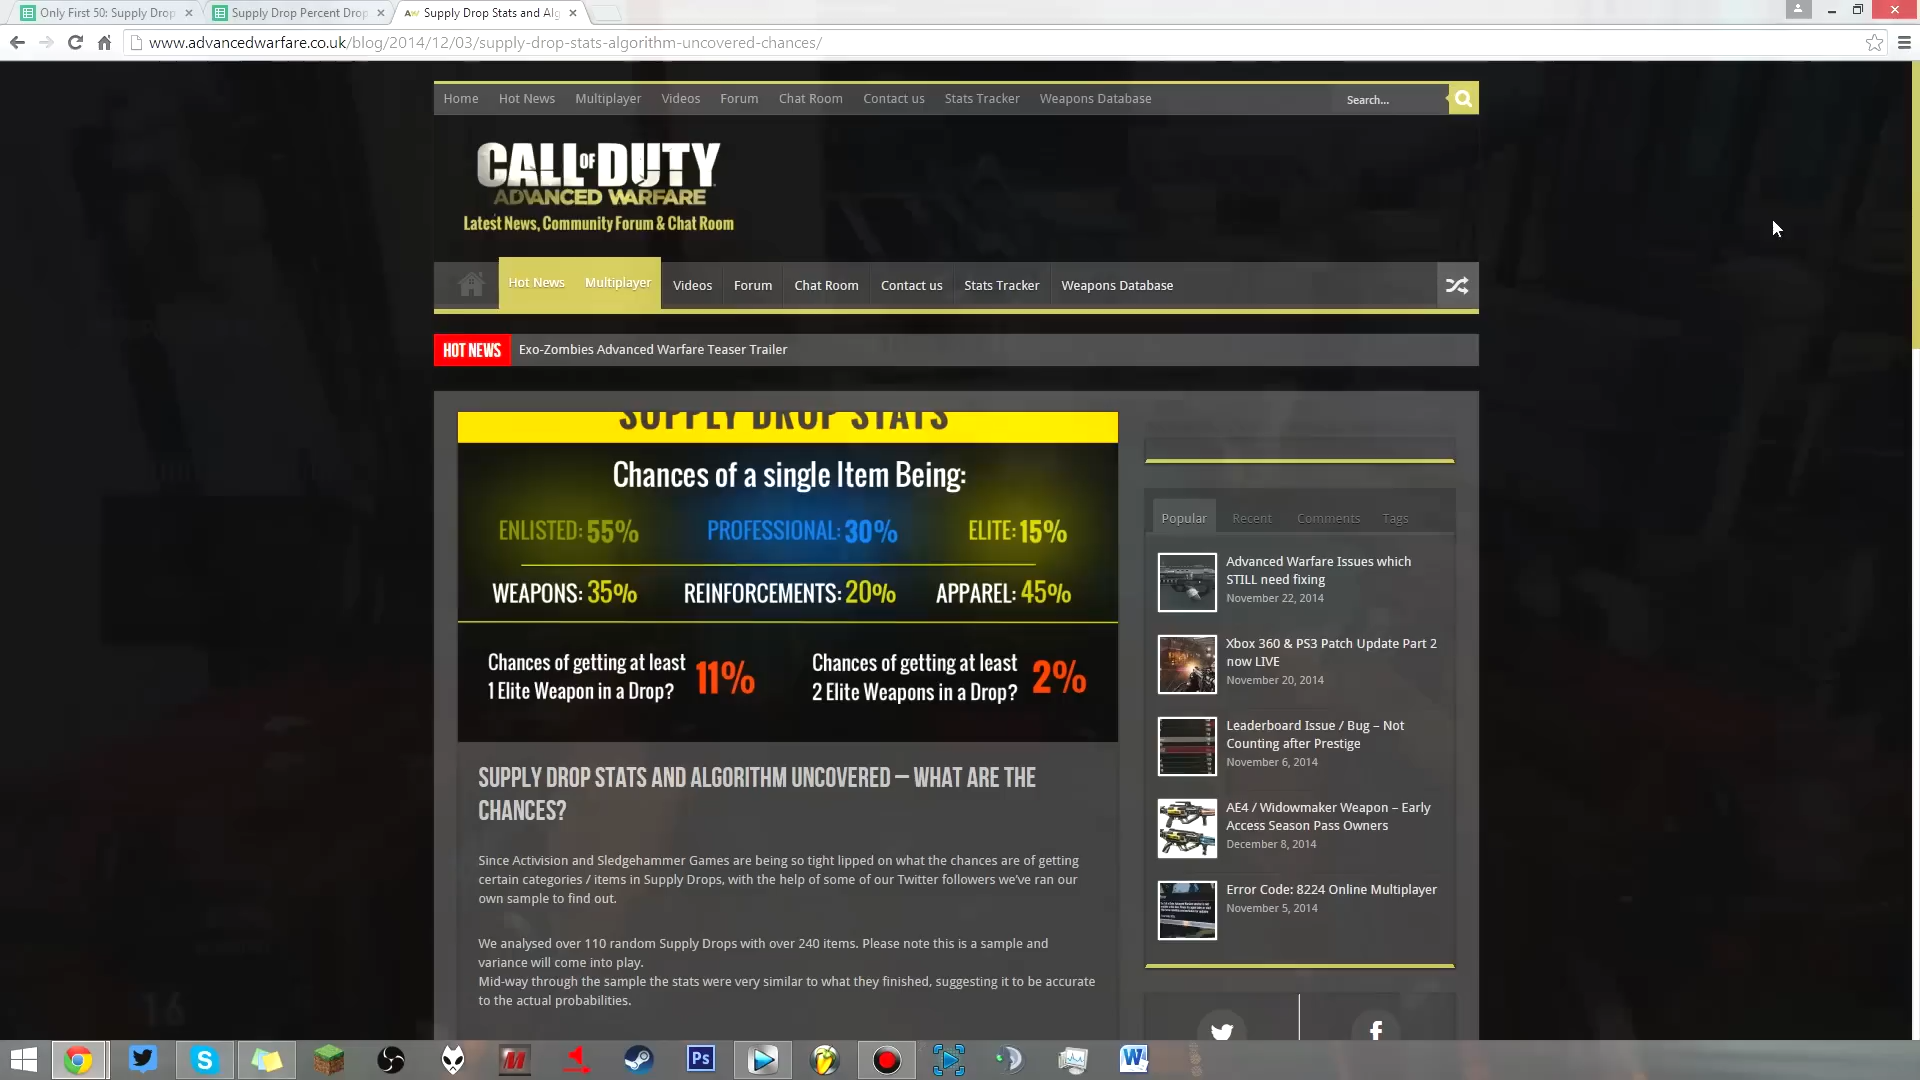 Only First 50: Supply Drop
Supply Drop Percent Drop
Supply Drop Stats and Alg
www.advancedwarfare.co.uk/blog/2014/12/03/supply-drop-stats-algorithm-uncovered-chances/
Home Hot News Multiplayer Videos Forum Chat Room Contact us Stats Tracker Weapons Database
Search...
CALL OF DUTY
ADVANCED WARFARE
Latest News, Community Forum & Chat Room
Hot News Multiplayer Videos Forum Chat Room Contact us Stats Tracker Weapons Database
HOT NEWS Exo-Zombies Advanced Warfare Teaser Trailer
SUPPLY DROP STATS
Chances of a single Item Being:
ENLISTED: 55% PROFESSIONAL: 30% ELITE: 15%
WEAPONS: 35% REINFORCEMENTS: 20% APPAREL: 45%
Chances of getting at least
1 Elite Weapon in a Drop? 11%
Chances of getting at least
2 Elite Weapons in a Drop? 2%
SUPPLY DROP STATS AND ALGORITHM UNCOVERED – WHAT ARE THE
CHANCES?
Since Activision and Sledgehammer Games are being so tight lipped on what the chances are of getting
certain categories / items in Supply Drops, with the help of some of our Twitter followers we've ran our
own sample to find out.
We analysed over 110 random Supply Drops with over 240 items. Please note this is a sample and
variance will come into play.
Mid-way through the sample the stats were very similar to what they finished, suggesting it to be accurate
to the actual probabilities.
Popular Recent Comments Tags
Advanced Warfare Issues which
STILL need fixing
November 22, 2014
Xbox 360 & PS3 Patch Update Part 2
now LIVE
November 20, 2014
Leaderboard Issue / Bug – Not
Counting after Prestige
November 6, 2014
AE4 / Widowmaker Weapon – Early
Access Season Pass Owners
December 8, 2014
Error Code: 8224 Online Multiplayer
November 5, 2014
16
Ps
W